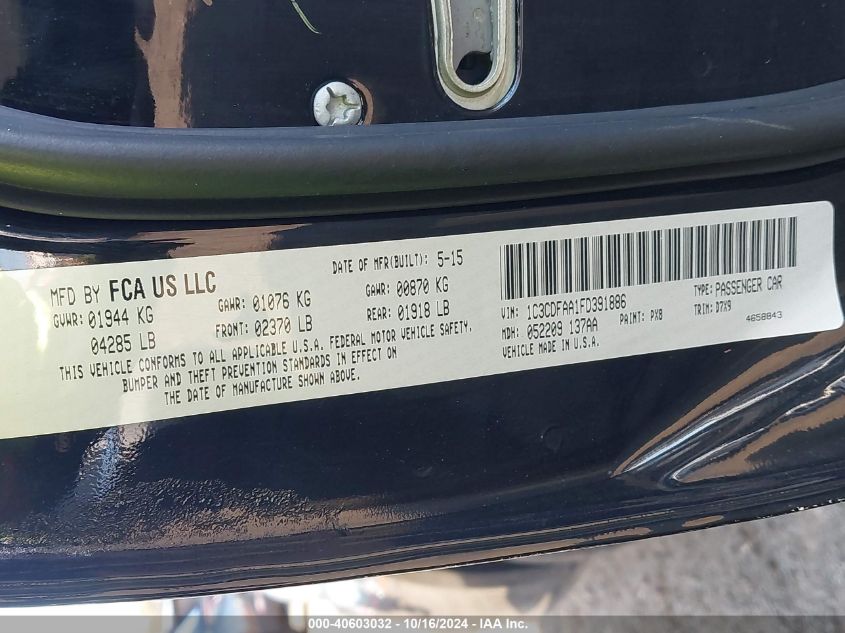 MFD BY FCA US LLC
DATE OF MFR(BUILT): 5-15
GVWR: 01944 KG GAWR: 01076 KG GAWR: 00870 KG
04285 LB FRONT: 02370 LB REAR: 01918 LB
THIS VEHICLE CONFORMS TO ALL APPLICABLE U.S.A. FEDERAL MOTOR VEHICLE SAFETY,
BUMPER AND THEFT PREVENTION STANDARDS IN EFFECT ON
THE DATE OF MANUFACTURE SHOWN ABOVE.
VIN: 1C3CDFAA1FD391886 TYPE: PASSENGER CAR
MDH: 052209 137AA PAINT: PX8 TRIM: D7X9
VEHICLE MADE IN U.S.A. 4658843
000-40603032 - 10/16/2024 - IAA Inc.